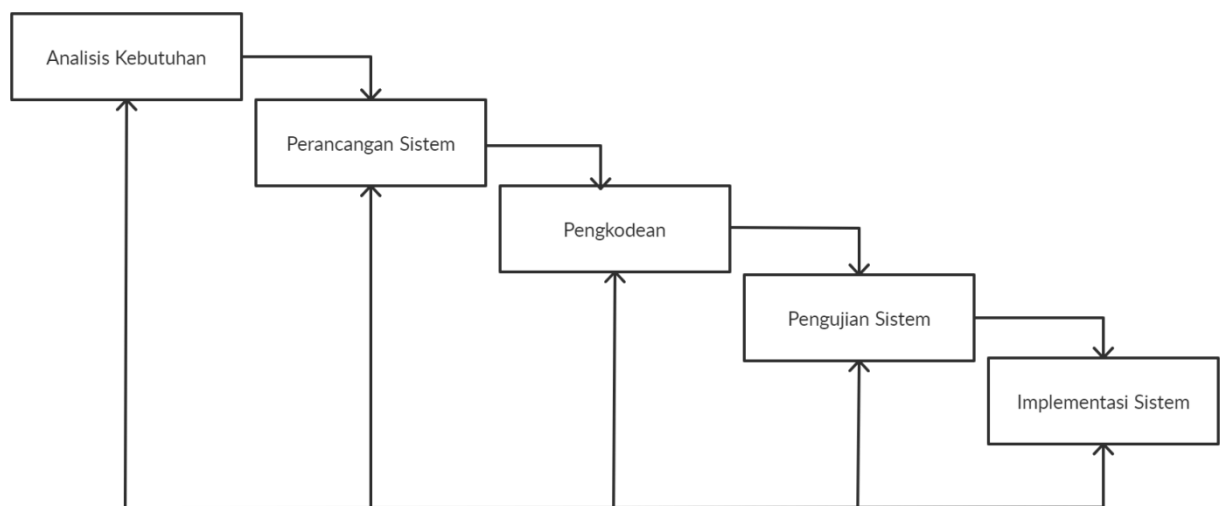 Analisis Kebutuhan
Perancangan Sistem
Pengkodean
Pengujian Sistem
Implementasi Sistem